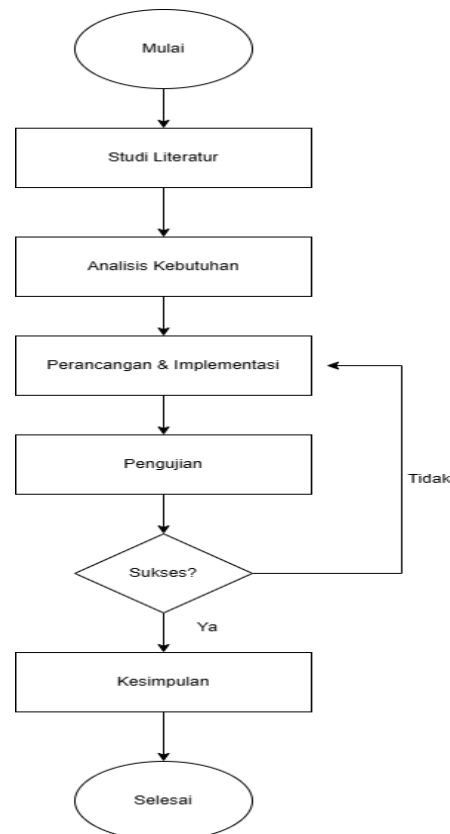 Mulai
Studi Literatur
Analisis Kebutuhan
Perancangan & Implementasi
Pengujian
Tidak
Sukses?
Ya
Kesimpulan
Selesai